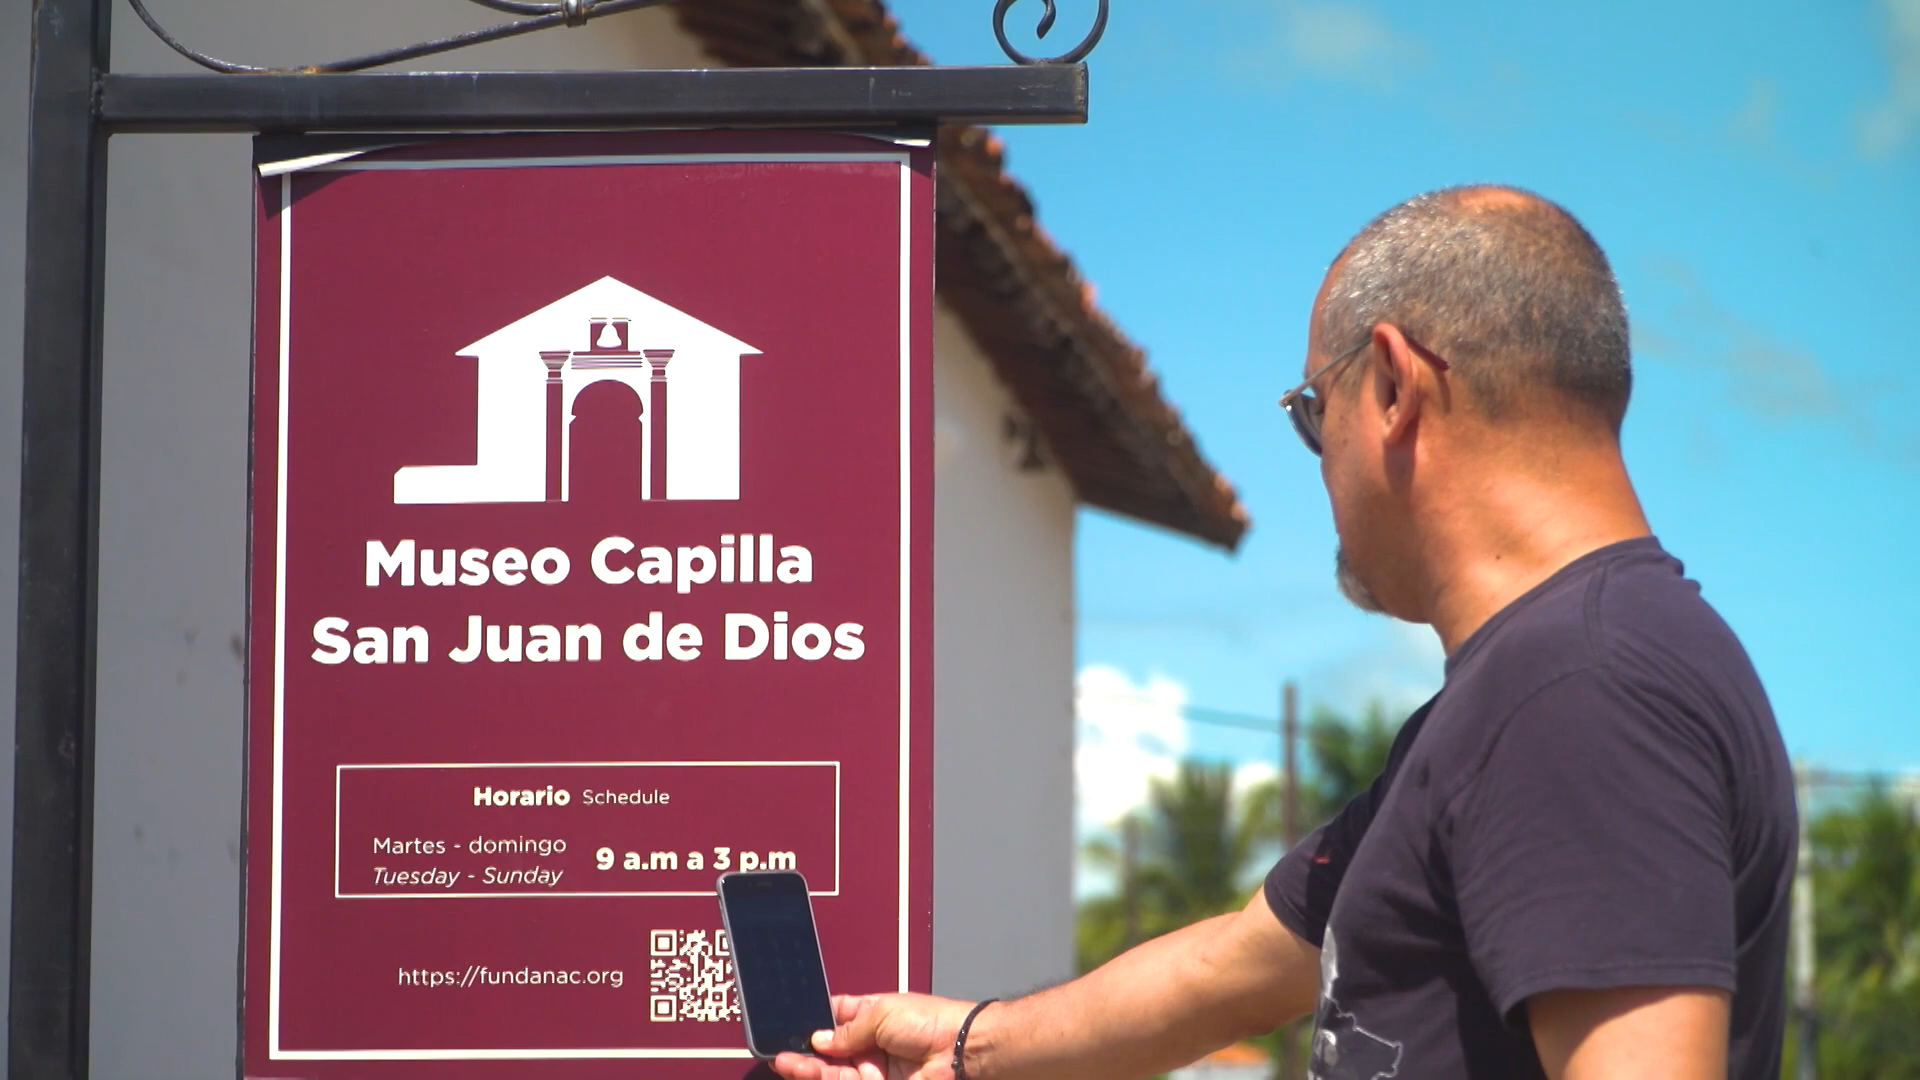 Museo Capilla
San Juan de Dios
Horario Schedule
Martes - domingo
Tuesday - Sunday
9 a.m a 3 p.m
https://fundanac.org